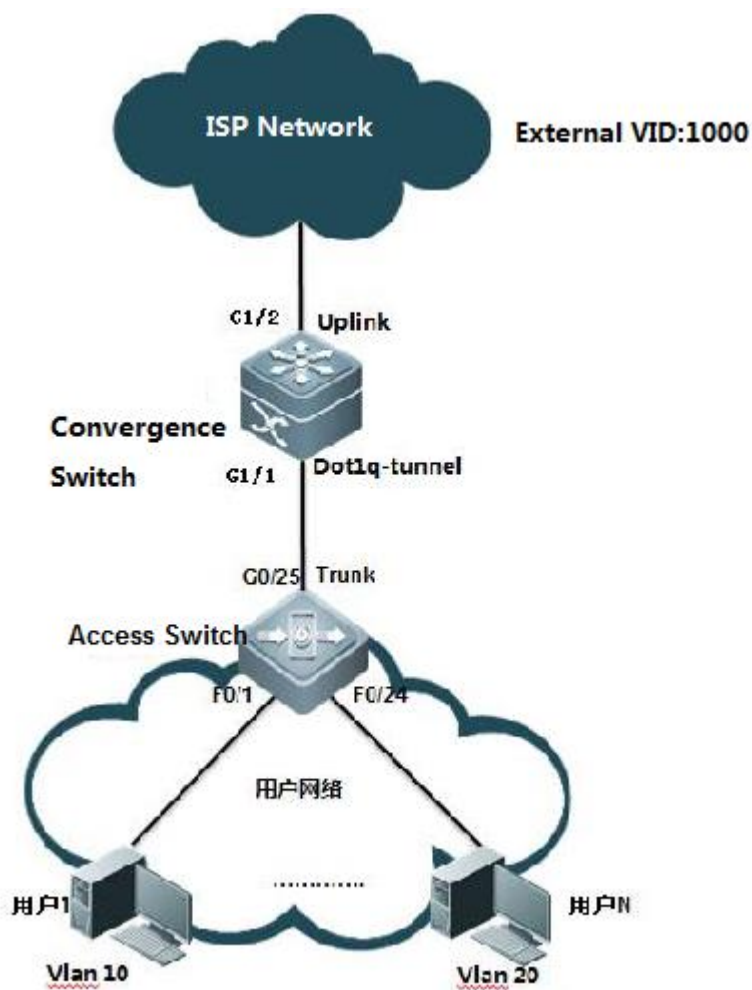 ISP Network
External VID:1000
G1/2
Uplink
Convergence
Switch
G1/1
Dot1q-tunnel
G0/25
Trunk
Access Switch
F0/1
F0/24
用户网络
.............
用户1
用户N
Vlan 10
Vlan 20